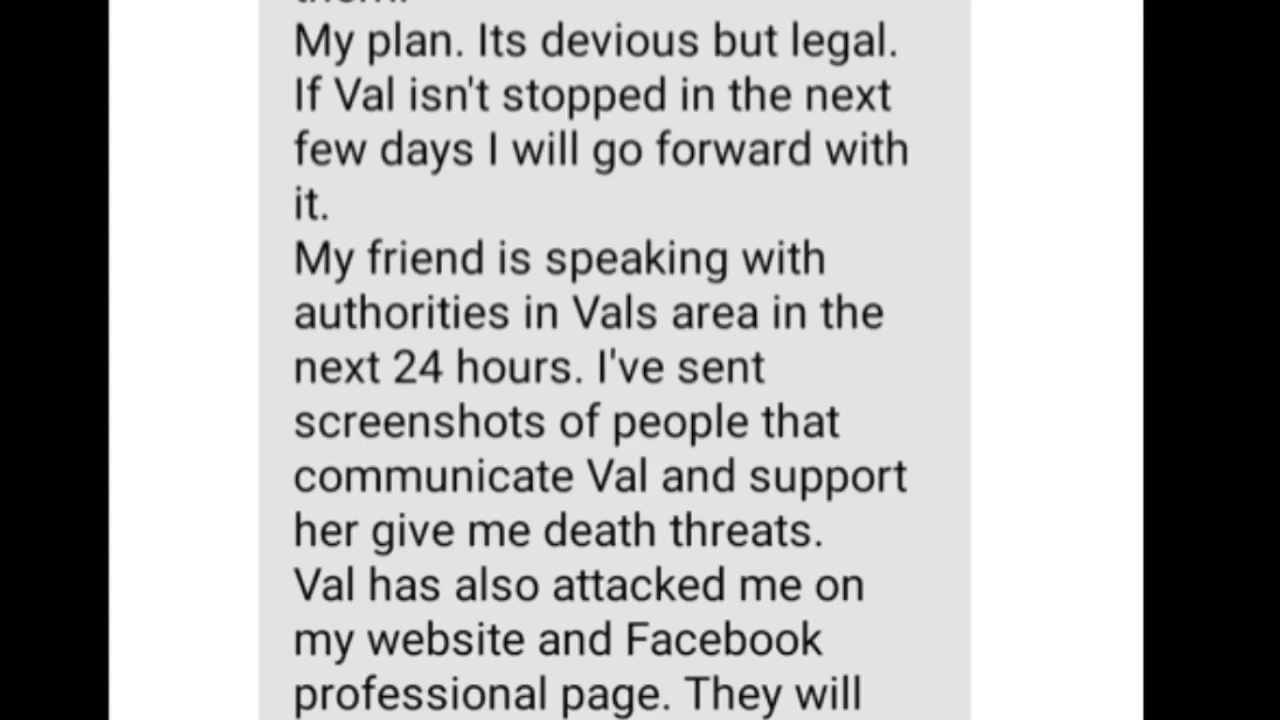 My plan. Its devious but legal.
If Val isn't stopped in the next
few days I will go forward with
it.
My friend is speaking with
authorities in Vals area in the
next 24 hours. I've sent
screenshots of people that
communicate Val and support
her give me death threats.
Val has also attacked me on
my website and Facebook
professional page. They will